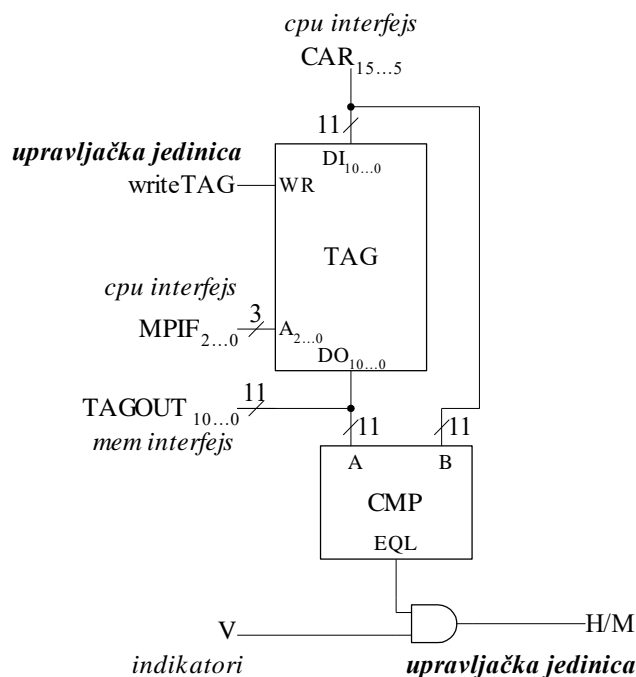 cpu interfejs
CAR15...5
11
DI10...0
upravljačka jedinica
writeTAG
WR
TAG
cpu interfejs
MPIF2...0
3
A2...0
DO10...0
TAGOUT10...0
11
mem interfejs
11
11
A
B
CMP
EQL
V
H/M
indikatori
upravljačka jedinica